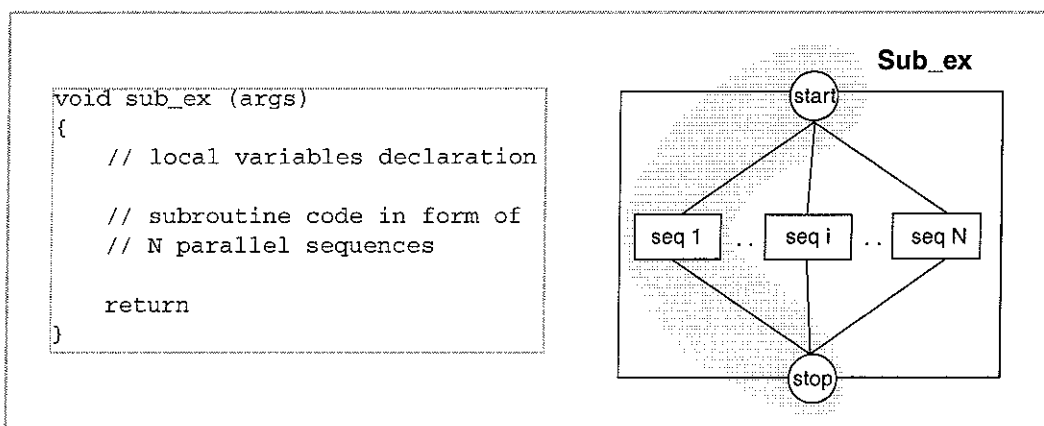 void sub_ex (args)
{
// local variables declaration
// subroutine code in form of
// N parallel sequences
return
}
Sub_ex
start
seq 1 .. seq i .. seq N
stop